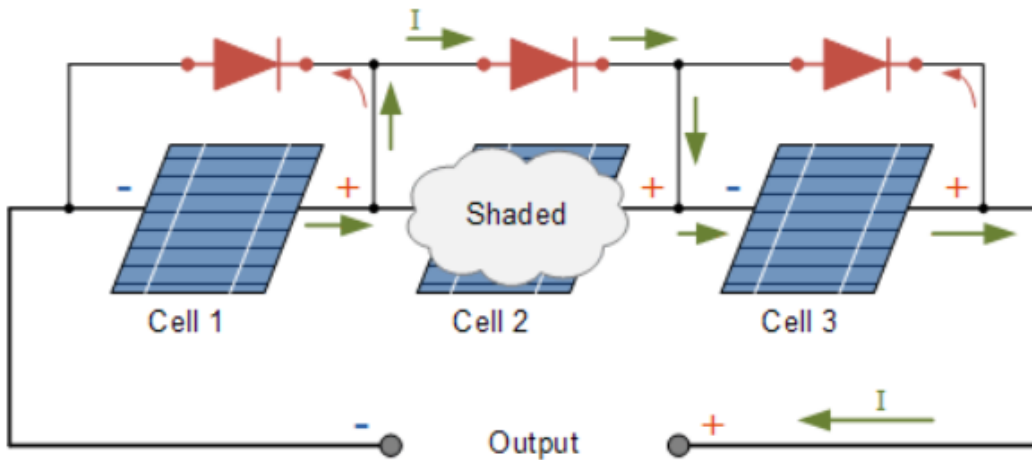 I
- + + - +
Shaded
Cell 1 Cell 2 Cell 3
I
- Output +